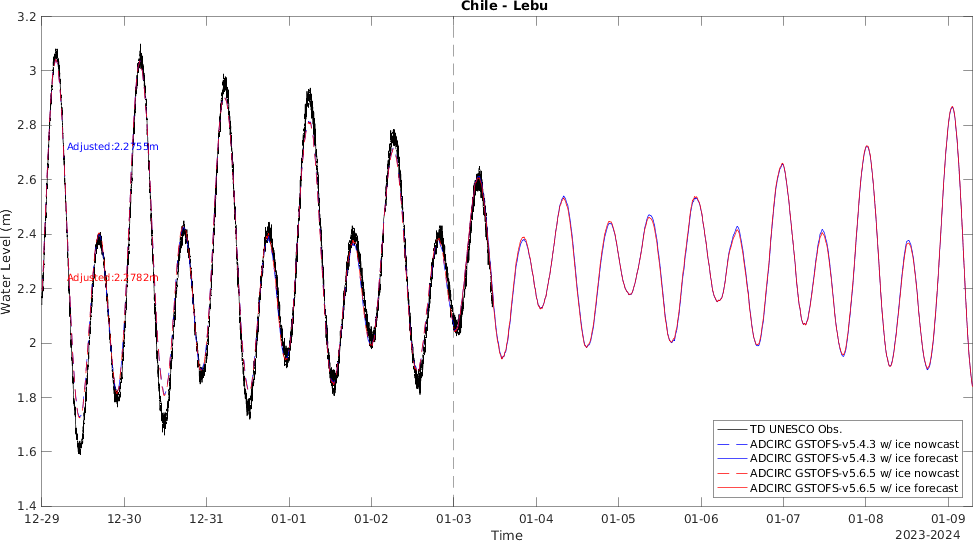 Chile - Lebu
3.2
3
2.8
2.6
2.4
2.2
2
1.8
1.6
1.4
Water Level (m)
Adjusted:2.2755m
Adjusted:2.2782m
TD UNESCO Obs.
ADCIRC GSTOFS-v5.4.3 w/ ice nowcast
ADCIRC GSTOFS-v5.4.3 w/ ice forecast
ADCIRC GSTOFS-v5.6.5 w/ ice nowcast
ADCIRC GSTOFS-v5.6.5 w/ ice forecast
12-29 12-30 12-31 01-01 01-02 01-03 01-04 01-05 01-06 01-07 01-08 01-09
Time
2023-2024